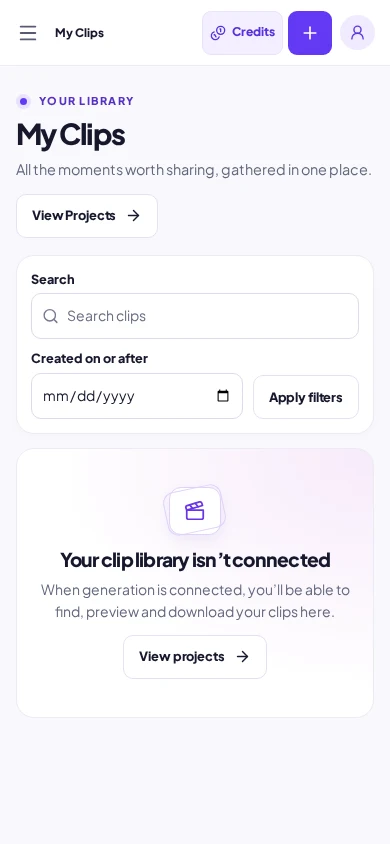 My Clips
Credits
YOUR LIBRARY
My Clips
All the moments worth sharing, gathered in one place.
View Projects
Search
Search clips
Created on or after
mm/dd/yyyy
Apply filters
Your clip library isn't connected
When generation is connected, you'll be able to
find, preview and download your clips here.
View projects